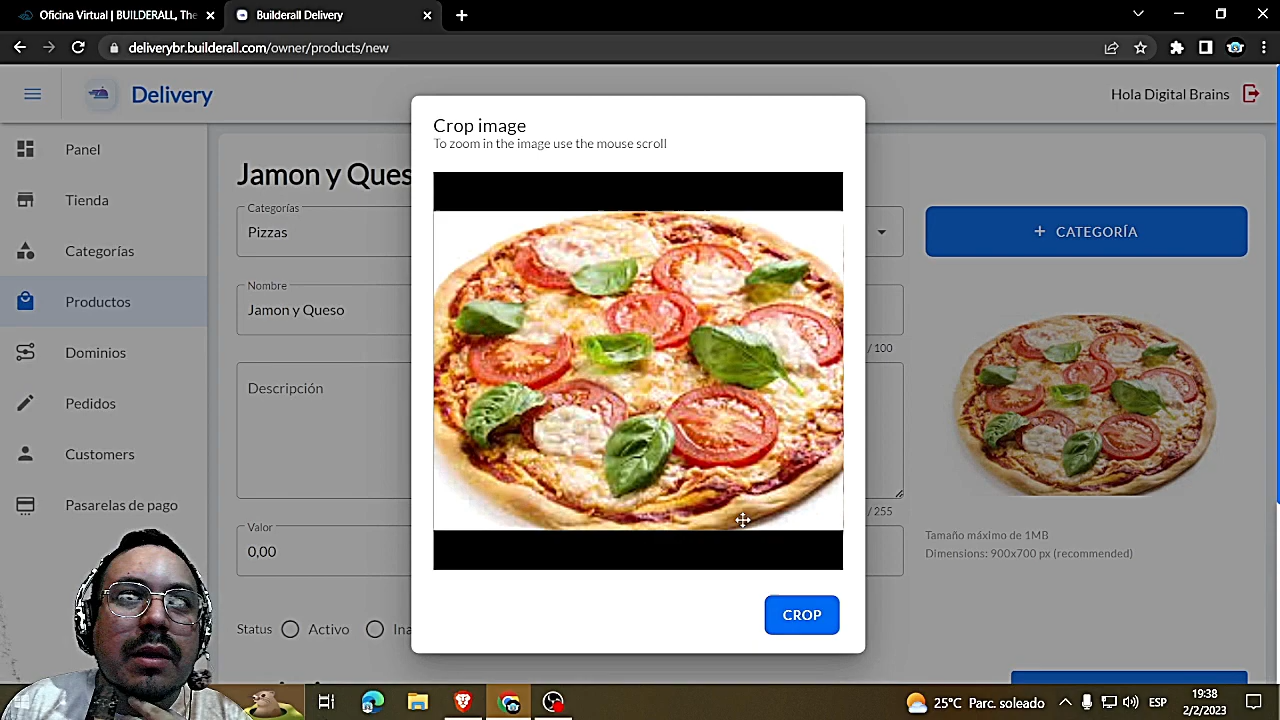 Oficina Virtual | BUILDERALL, The
Builderall Delivery
deliverybr.builderall.com/owner/products/new
Delivery
Hola Digital Brains
Panel
Tienda
Categorías
Productos
Dominios
Pedidos
Customers
Pasarelas de pago
Jamon y Ques
Categorías
Pizzas
+ CATEGORÍA
Nombre
Jamon y Queso
/ 100
Descripción
/ 255
Valor
0,00
Status
Activo
Ina
Tamaño máximo de 1MB
Dimensions: 900x700 px (recommended)
Crop image
To zoom in the image use the mouse scroll
CROP
25°C Parc. soleado
ESP
19:38
2/2/2023